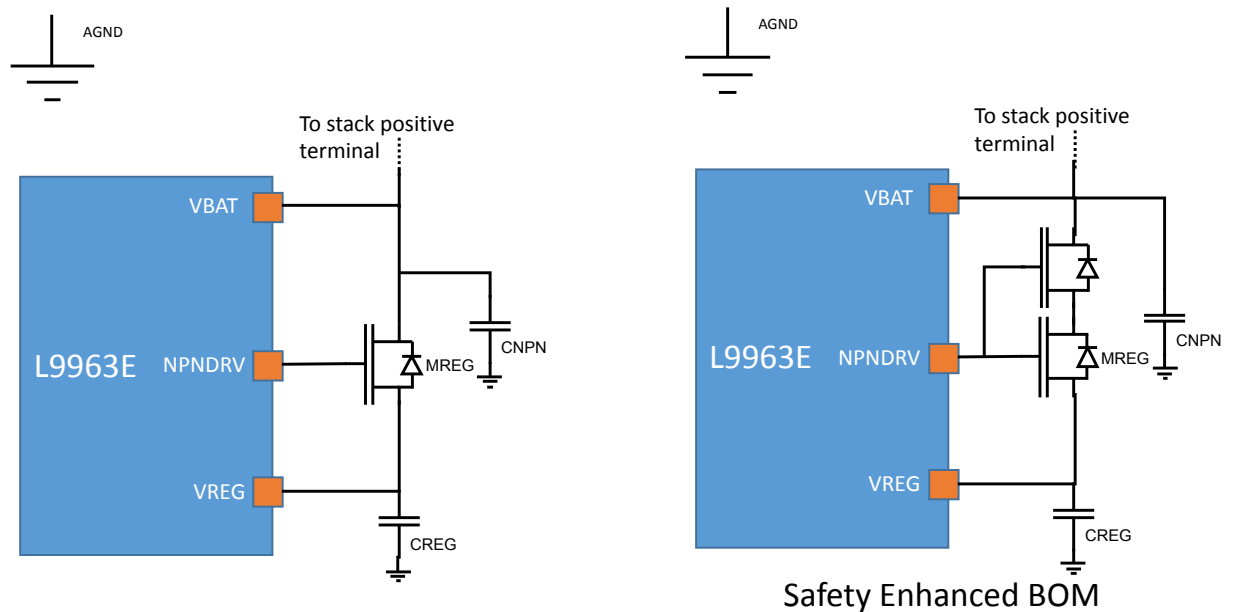 AGND
To stack positive
terminal
VBAT
L9963E
NPNDRV
MREG
CNPN
VREG
CREG
AGND
To stack positive
terminal
VBAT
L9963E
NPNDRV
MREG
CNPN
VREG
CREG
Safety Enhanced BOM